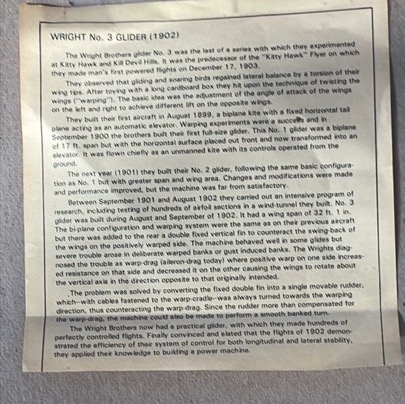 WRIGHT No. 3 GLIDER (1902)
The Wright Brothers glider No. 3 was the last of a series with which they experimented
at Kitty Hawk and Kill Devil Hills. It was the predecessor of the "Kitty Hawk" Flyer on which
they made man's first powered flights on December 17, 1903.
They observed that gliding and soaring birds regained lateral balance by a torsion of their
wing tips. After toying with a long cardboard box they hit upon the technique of twisting the
wings ("warping"). The basic idea was the adjustment of the angle of attack of the wings
on the left and right to achieve different lift on the opposite wings.
They built their first aircraft in August 1899, a biplane kite with a fixed horizontal tail
plane acting as an automatic elevator. Warping experiments were a success and in
September 1900 the brothers built their first full-size glider. This No. 1 glider was a biplane
of 17 ft. span but with the horizontal surface placed out front and now transformed into an
elevator. It was flown chiefly as an unmanned kite with its controls operated from the
ground.
The next year (1901) they built their No. 2 glider, following the same basic configura-
tion as No. 1 but with greater span and wing area. Changes and modifications were made
and performance improved, but the machine was far from satisfactory.
Between September 1901 and August 1902 they carried out an intensive program of
research, including testing of hundreds of airfoil sections in a wind-tunnel they built. No. 3
glider was built during August and September of 1902. It had a wing span of 32 ft. 1 in.
The bi-plane configuration and warping system were the same as on their previous aircraft
but there was added to the rear a double fixed vertical fin to counteract the swing-back of
the wings on the positively warped side. The machine behaved well in some glides but
severe trouble arose in deliberate warped banks or gust induced banks. The Wrights diag-
nosed the trouble as warp-drag (aileron-drag today) where positive warp on one side increas-
ed resistance on that side and decreased it on the other causing the wings to rotate about
the vertical axis in the direction opposite to that originally intended.
The problem was solved by converting the fixed double fin into a single movable rudder,
which—with cables fastened to the warp-cradle—was always turned towards the warping
direction, thus counteracting the warp-drag. Since the rudder more than compensated for
the warp-drag, the machine could also be made to perform a smooth banked turn.
The Wright Brothers now had a practical glider, with which they made hundreds of
perfectly controlled flights. Finally convinced and elated that the flights of 1902 demon-
strated the efficiency of their system of control for both longitudinal and lateral stability,
they applied their knowledge to building a power machine.